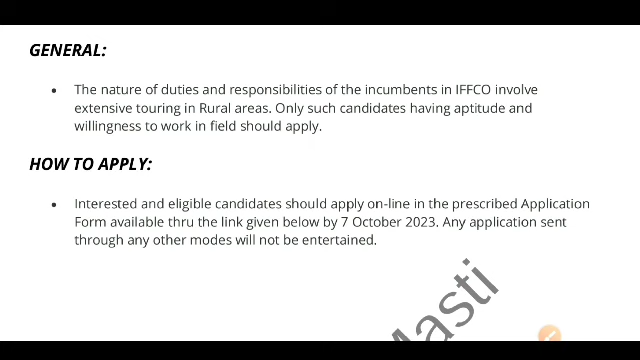 GENERAL:
• The nature of duties and responsibilities of the incumbents in IFFCO involve
extensive touring in Rural areas. Only such candidates having aptitude and
willingness to work in field should apply.
HOW TO APPLY:
• Interested and eligible candidates should apply on-line in the prescribed Application
Form available thru the link given below by 7 October 2023. Any application sent
through any other modes will not be entertained.
Masti